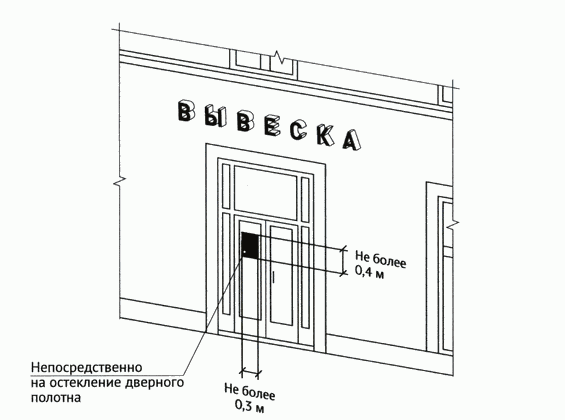 ВЫВЕСКА
Не более
0,4 м
Непосредственно
на остекление дверного
полотна
Не более
0,3 м